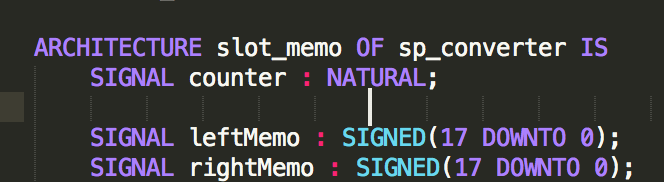 ARCHITECTURE slot_memo OF sp_converter IS
SIGNAL counter : NATURAL;
SIGNAL leftMemo : SIGNED(17 DOWNTO 0);
SIGNAL rightMemo : SIGNED(17 DOWNTO 0);